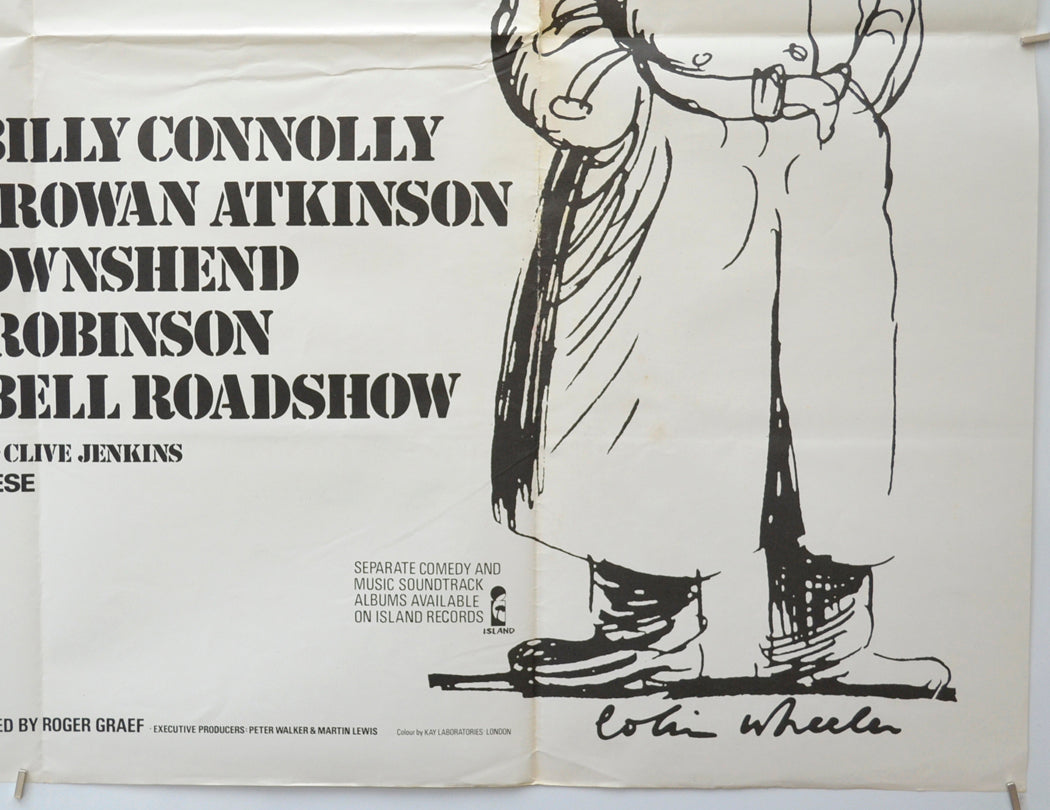 BILLY CONNOLLY
ROWAN ATKINSON
OWNSHEND
ROBINSON
BELL ROADSHOW
CLIVE JENKINS
ESE
SEPARATE COMEDY AND
MUSIC SOUNDTRACK
ALBUMS AVAILABLE
ON ISLAND RECORDS
ISLAND
ED BY ROGER GRAEF · EXECUTIVE PRODUCERS: PETER WALKER & MARTIN LEWIS Colour by KAY LABORATORIES LONDON
Colin Wheeler